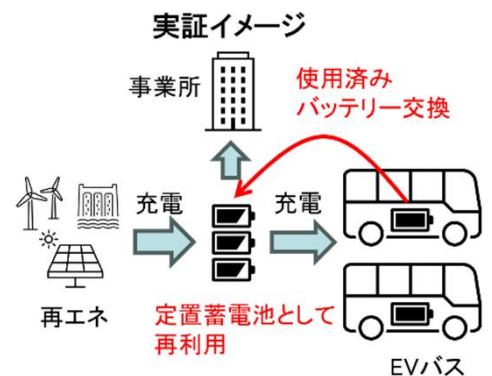 実証イメージ
事業所
使用済み
バッテリー交換
充電
充電
再エネ
定置蓄電池として
再利用
EVバス